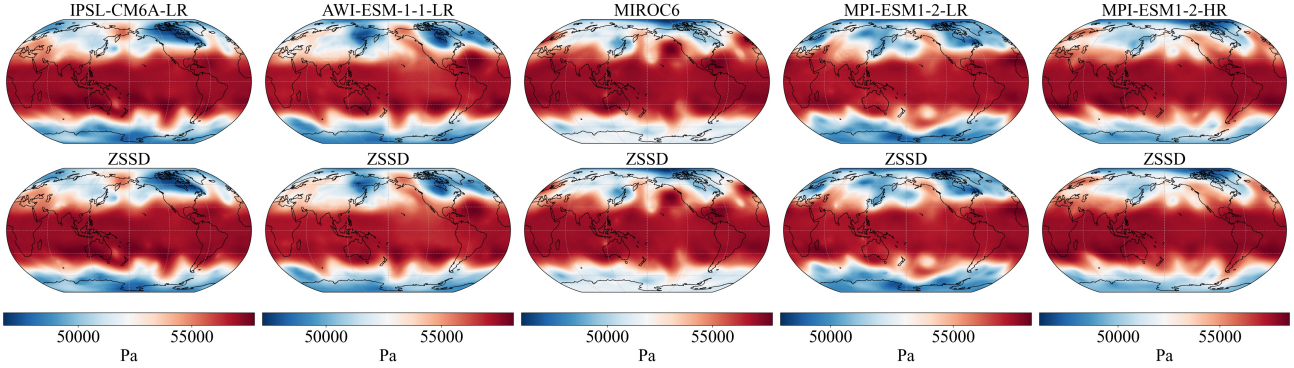 IPSL-CM6A-LR AWI-ESM-1-1-LR MIROC6 MPI-ESM1-2-LR MPI-ESM1-2-HR
ZSSD ZSSD ZSSD ZSSD ZSSD
50000 55000 50000 55000 50000 55000 50000 55000 50000 55000
Pa Pa Pa Pa Pa